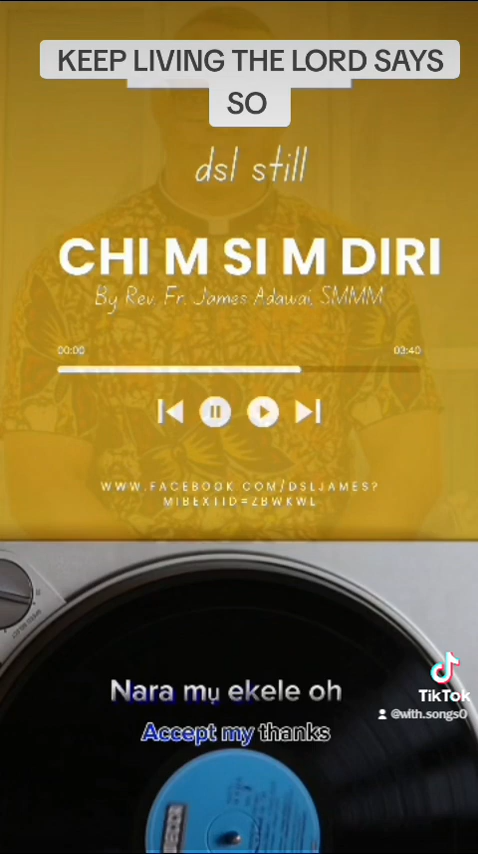 KEEP LIVING THE LORD SAYS
SO
dsl still
CHI M SI M DIRI
By Rev. Fr. James Adawai, SMMM
00:00
03:40
WWW.FACEBOOK.COM/DSLJAMES?
MIBEXTID=ZBWKWL
Nara mụ ekele oh
Accept my thanks
TikTok
@with.songs0